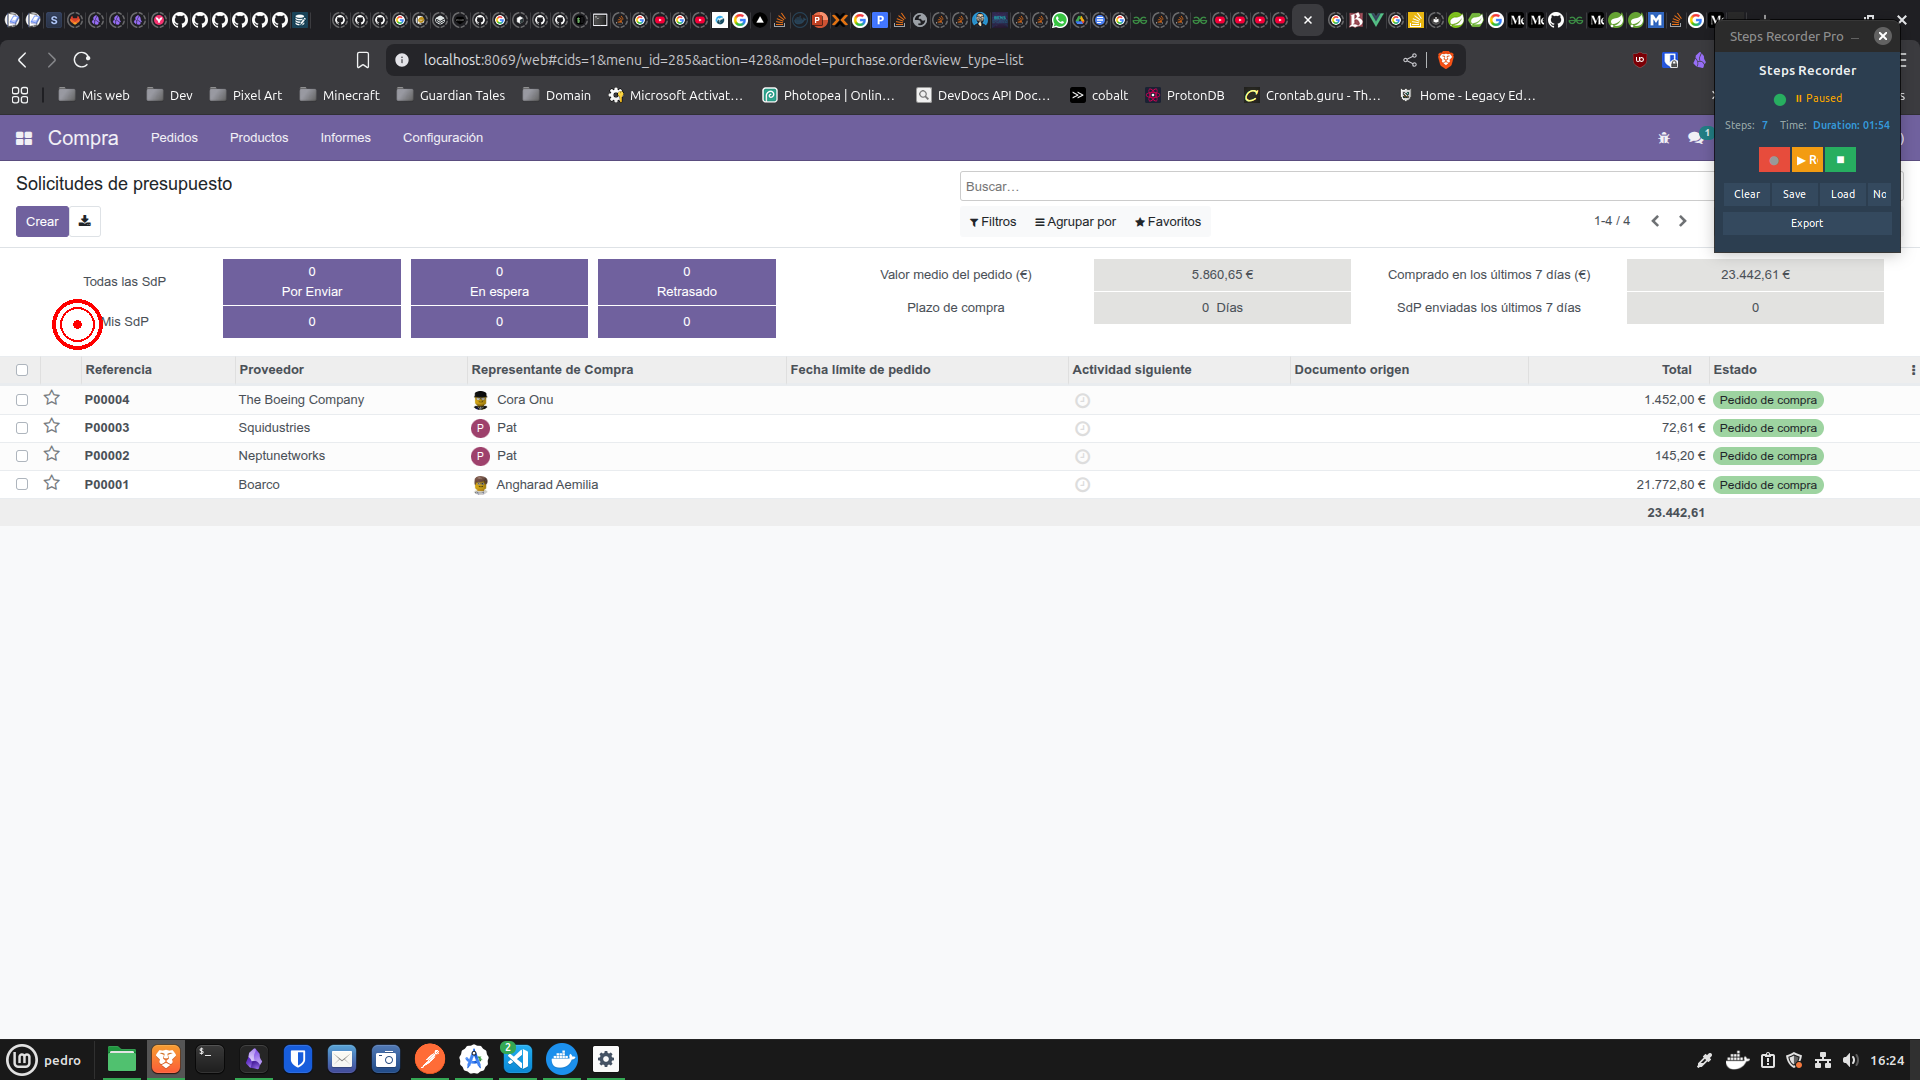 Steps Recorder Pro
localhost:8069/web#cids=1&menu_id=285&action=428&model=purchase.order&view_type=list
Steps Recorder
Paused
Steps: 7 Time: Duration: 01:54
R
Clear Save Load No
Export
Mis web Dev Pixel Art Minecraft Guardian Tales Domain Microsoft Activat... Photopea | Onlin... DevDocs API Doc... cobalt ProtonDB Crontab.guru - Th... Home - Legacy Ed...
Compra Pedidos Productos Informes Configuración 1
Solicitudes de presupuesto
Buscar...
Crear
Filtros Agrupar por Favoritos 1-4 / 4
Todas las SdP
0 Por Enviar
0 En espera
0 Retrasado
Valor medio del pedido (€) 5.860,65 € Comprado en los últimos 7 días (€) 23.442,61 €
Mis SdP 0 0 0
Plazo de compra 0 Días SdP enviadas los últimos 7 días 0
Referencia Proveedor Representante de Compra Fecha límite de pedido Actividad siguiente Documento origen Total Estado
P00004 The Boeing Company Cora Onu 1.452,00 € Pedido de compra
P00003 Squidustries P Pat 72,61 € Pedido de compra
P00002 Neptunetworks P Pat 145,20 € Pedido de compra
P00001 Boarco Angharad Aemilia 21.772,80 € Pedido de compra
23.442,61
pedro 2 16:24